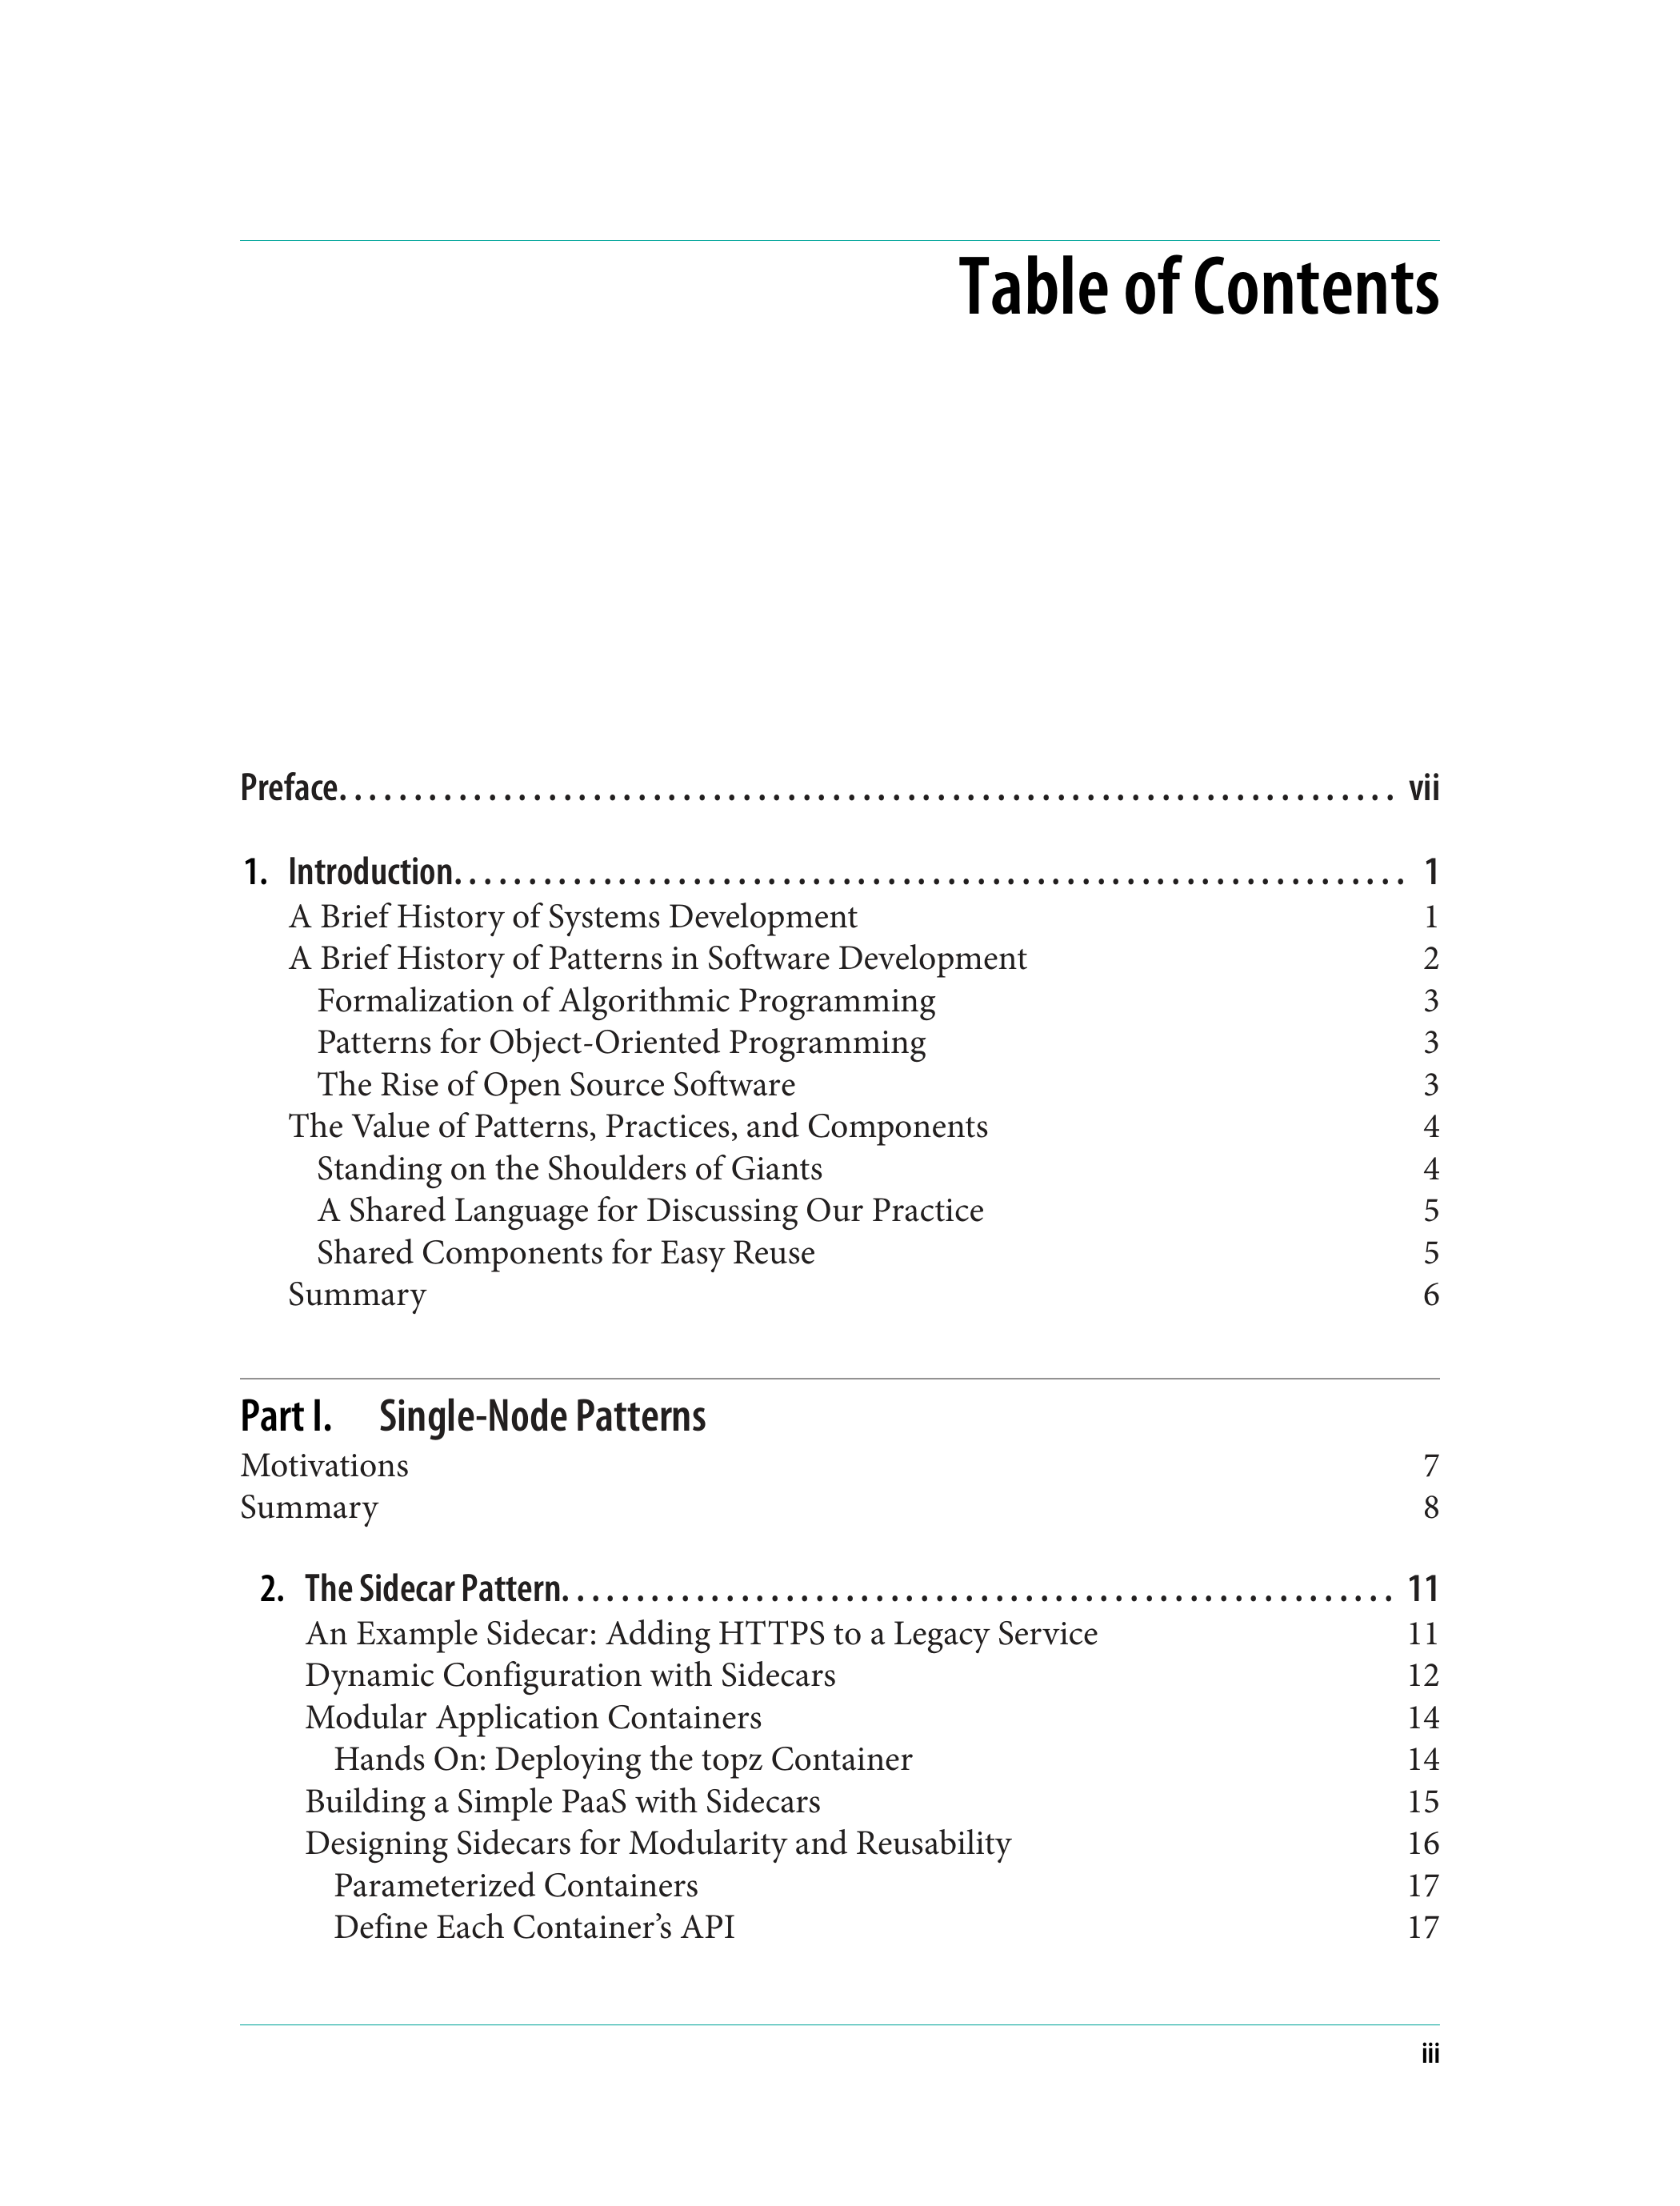 Table of Contents
Preface. . . . . . . . . . . . . . . . . . . . . . . . . . . . . . . . . . . . . . . . . . . . . . . . . . . . . . . . . . . . . . . . . . . . . . . vii
1. Introduction. . . . . . . . . . . . . . . . . . . . . . . . . . . . . . . . . . . . . . . . . . . . . . . . . . . . . . . . . . . . . . . . 1
A Brief History of Systems Development 1
A Brief History of Patterns in Software Development 2
Formalization of Algorithmic Programming 3
Patterns for Object-Oriented Programming 3
The Rise of Open Source Software 3
The Value of Patterns, Practices, and Components 4
Standing on the Shoulders of Giants 4
A Shared Language for Discussing Our Practice 5
Shared Components for Easy Reuse 5
Summary 6
Part I. Single-Node Patterns
Motivations 7
Summary 8
2. The Sidecar Pattern. . . . . . . . . . . . . . . . . . . . . . . . . . . . . . . . . . . . . . . . . . . . . . . . . . . . . . . . 11
An Example Sidecar: Adding HTTPS to a Legacy Service 11
Dynamic Configuration with Sidecars 12
Modular Application Containers 14
Hands On: Deploying the topz Container 14
Building a Simple PaaS with Sidecars 15
Designing Sidecars for Modularity and Reusability 16
Parameterized Containers 17
Define Each Container’s API 17
iii